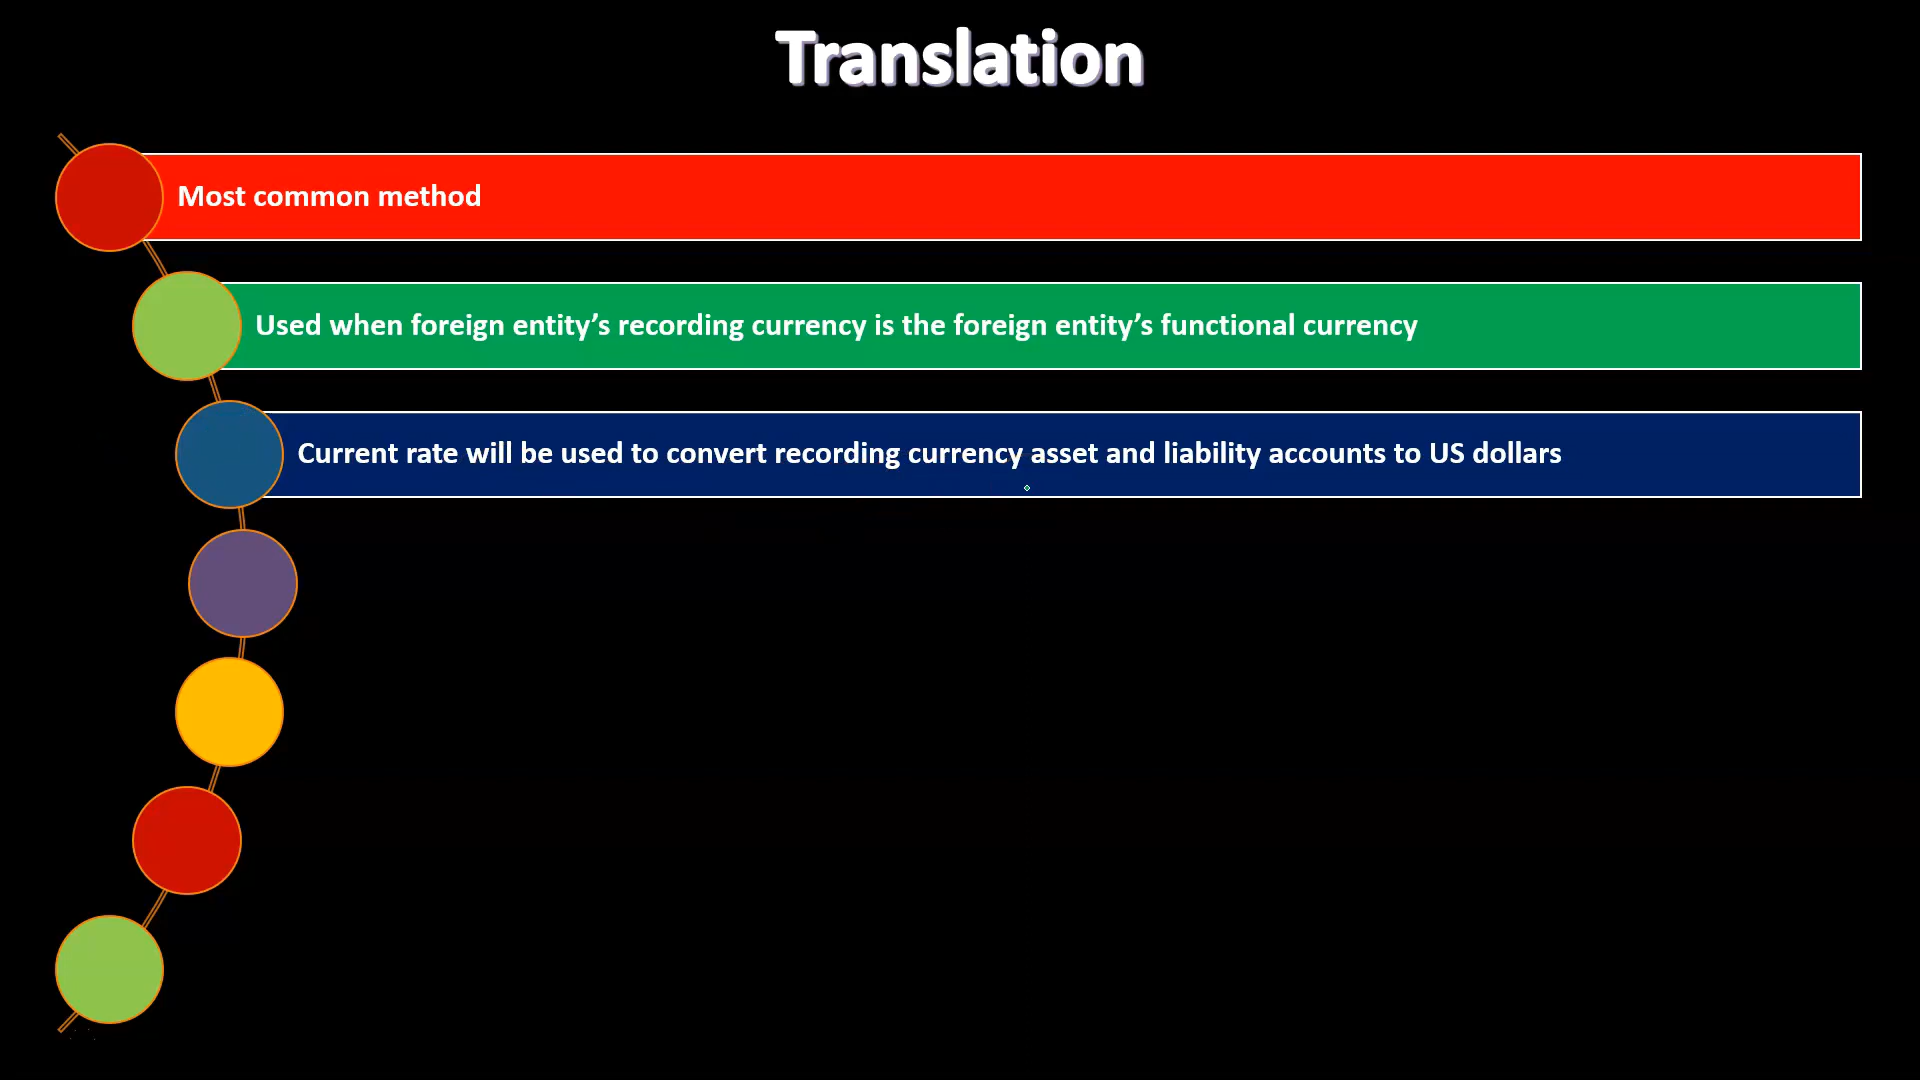 Translation
Most common method
Used when foreign entity’s recording currency is the foreign entity’s functional currency
Current rate will be used to convert recording currency asset and liability accounts to US dollars